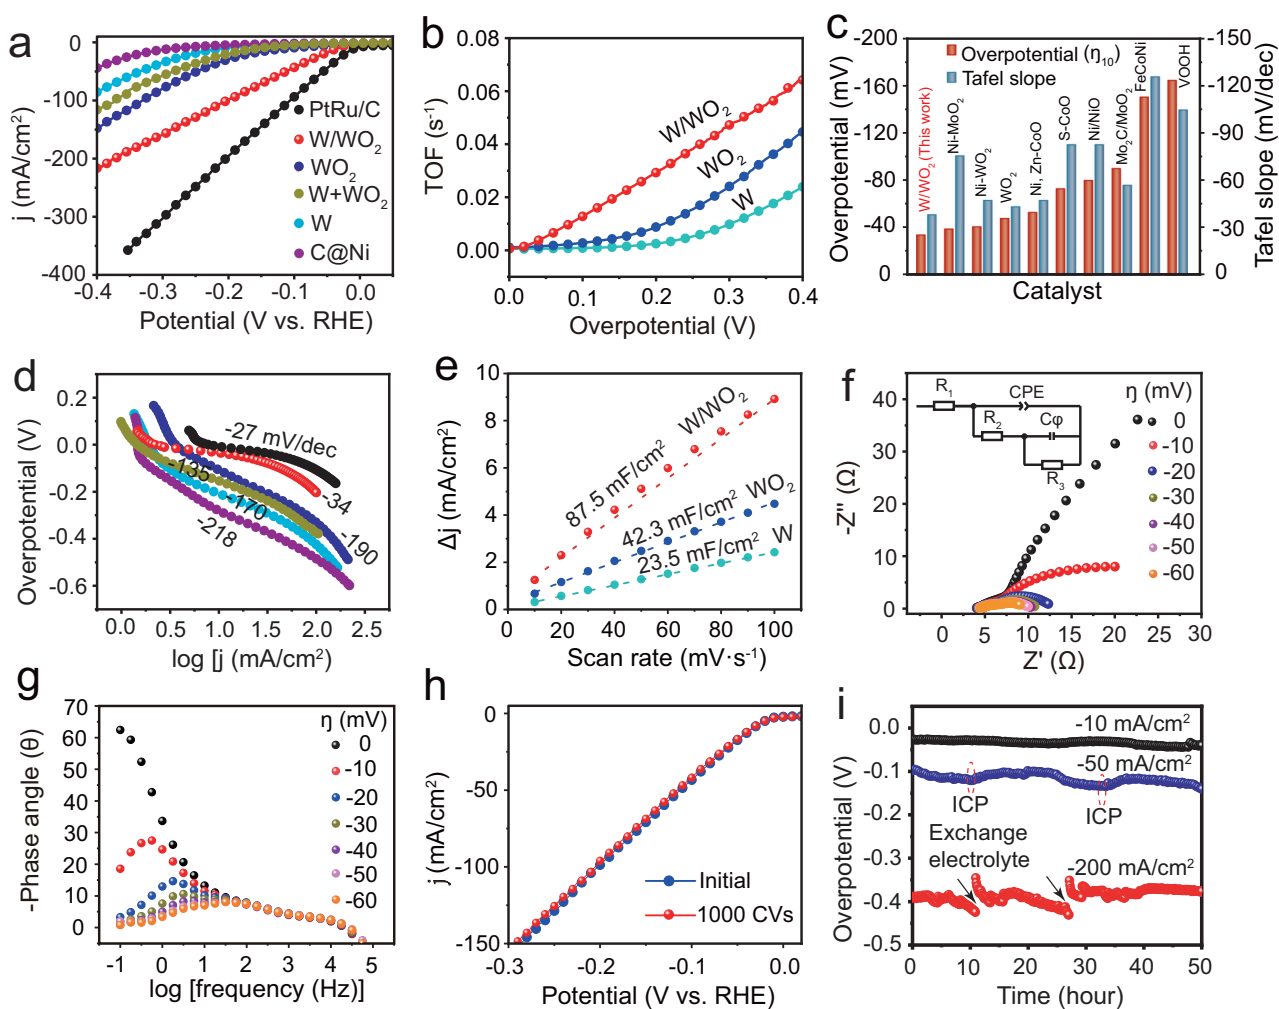 a
j (mA/cm²)
0
-100
-200
-300
-400
-0.4
-0.3
-0.2
-0.1
0.0
Potential (V vs. RHE)
PtRu/C
W/WO₂
WO₂
W+WO₂
W
C@Ni
b
TOF (s⁻¹)
0.08
0.06
0.04
0.02
0.00
0.0
0.1
0.2
0.3
0.4
Overpotential (V)
W/WO₂
WO₂
W
c
Overpotential (mV)
-200
-160
-120
-80
-40
0
Overpotential (η₁₀)
Tafel slope
W/WO₂ (This work)
Ni-MoO₂
Ni-WO₂
WO₂
Ni, Zn-CoO
S-CoO
Ni/NiO
Mo₂C/MoO₂
FeCoNi
VOOH
-150
-120
-90
-60
-30
0
Tafel slope (mV/dec)
Catalyst
d
Overpotential (V)
0.2
0.0
-0.2
-0.4
-0.6
0.0
0.5
1.0
1.5
2.0
2.5
log [j (mA/cm²)
-27 mV/dec
-34
-135
-170
-190
-218
e
Δj (mA/cm²)
10
8
6
4
2
0
0
20
40
60
80
100
Scan rate (mV·s⁻¹)
87.5 mF/cm² W/WO₂
42.3 mF/cm² WO₂
23.5 mF/cm² W
f
-Z'' (Ω)
40
30
20
10
0
0
5
10
15
20
25
30
Z' (Ω)
R₁
CPE
R₂
Cφ
R₃
η (mV)
0
-10
-20
-30
-40
-50
-60
g
-Phase angle (θ)
70
60
50
40
30
20
10
0
-1
0
1
2
3
4
5
log [frequency (Hz)]
η (mV)
0
-10
-20
-30
-40
-50
-60
h
j (mA/cm²)
0
-50
-100
-150
-0.3
-0.2
-0.1
0.0
Potential (V vs. RHE)
Initial
1000 CVs
i
Overpotential (V)
0.0
-0.1
-0.2
-0.3
-0.4
-0.5
0
10
20
30
40
50
Time (hour)
-10 mA/cm²
-50 mA/cm²
ICP
ICP
Exchange
electrolyte
-200 mA/cm²